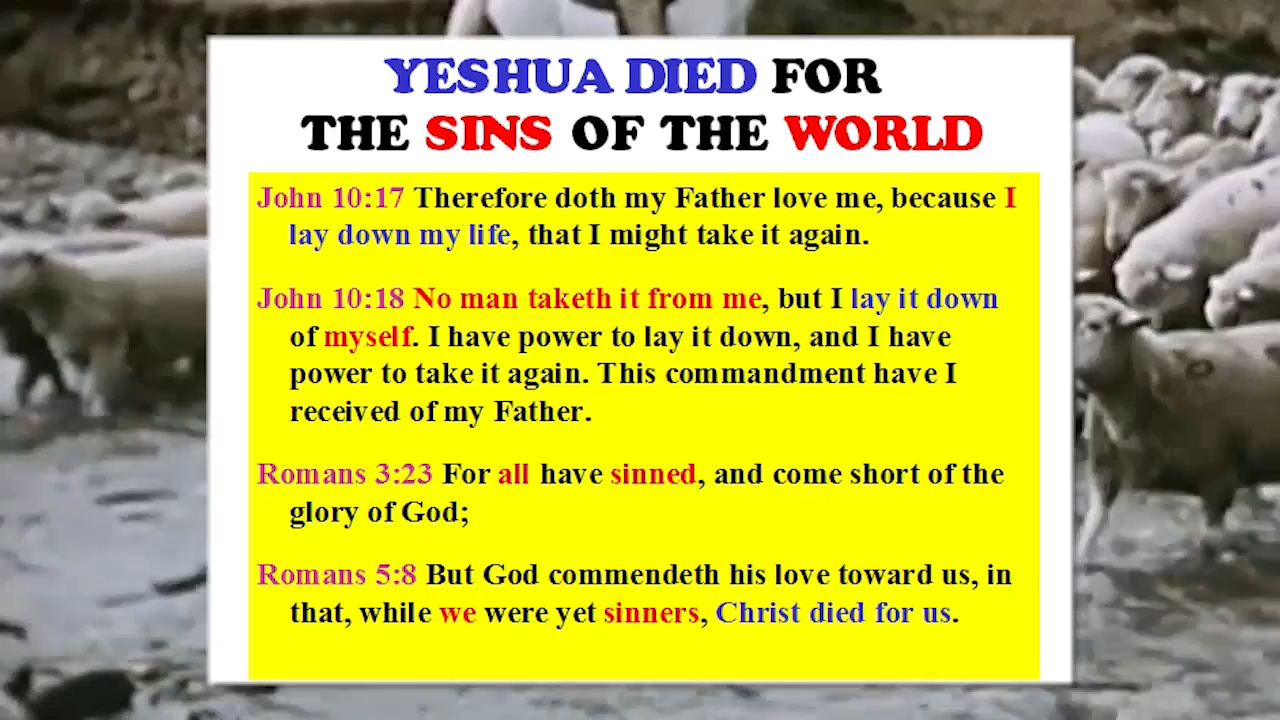 YESHUA DIED FOR
THE SINS OF THE WORLD
John 10:17 Therefore doth my Father love me, because I
lay down my life, that I might take it again.
John 10:18 No man taketh it from me, but I lay it down
of myself. I have power to lay it down, and I have
power to take it again. This commandment have I
received of my Father.
Romans 3:23 For all have sinned, and come short of the
glory of God;
Romans 5:8 But God commendeth his love toward us, in
that, while we were yet sinners, Christ died for us.